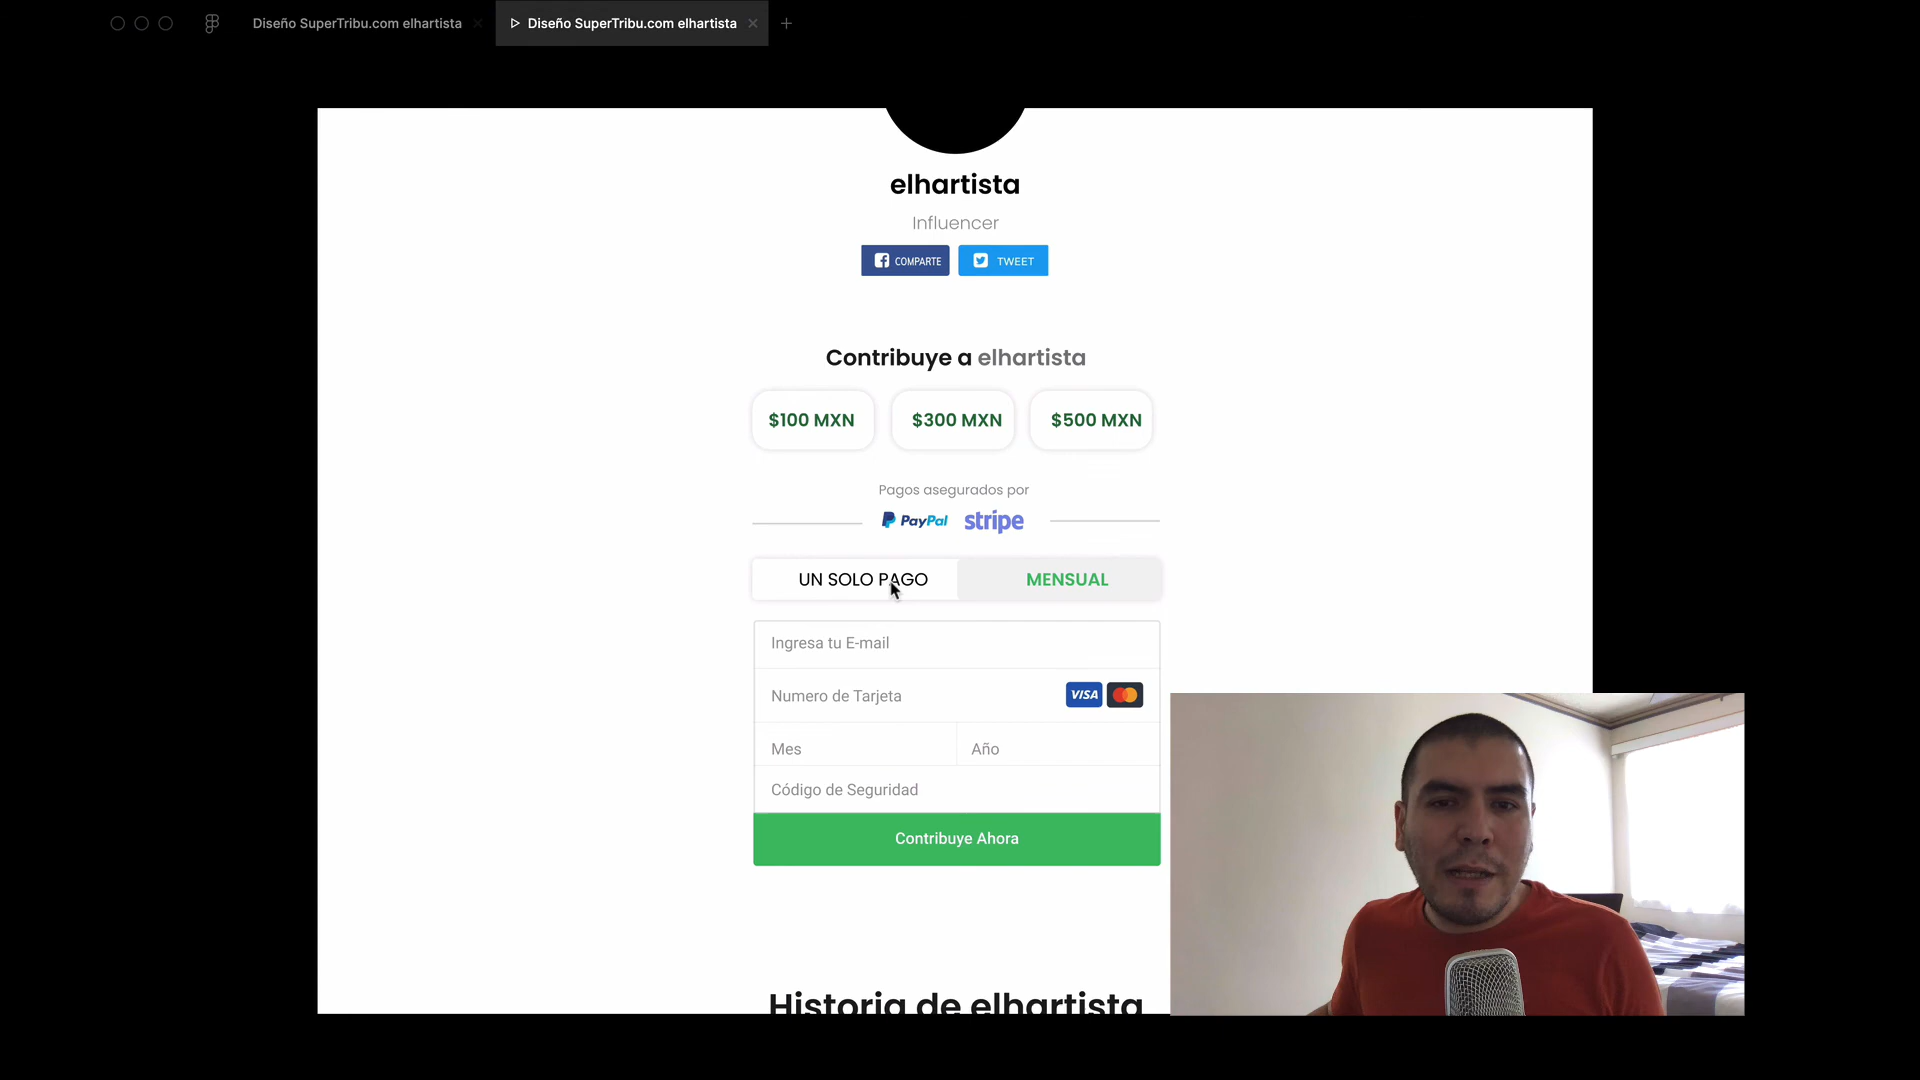 Diseño SuperTribu.com elhartista
Diseño SuperTribu.com elhartista
elhartista
Influencer
COMPARTE
TWEET
Contribuye a elhartista
$100 MXN
$300 MXN
$500 MXN
Pagos asegurados por
PayPal stripe
UN SOLO PAGO
MENSUAL
Ingresa tu E-mail
Numero de Tarjeta
VISA
Mes
Año
Código de Seguridad
Contribuye Ahora
Historia de elhartista